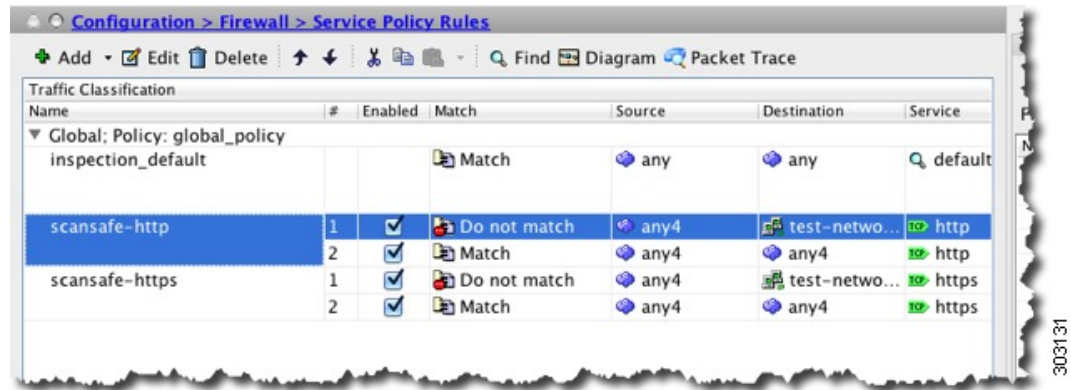 Configuration > Firewall > Service Policy Rules
Add Edit Delete Find Diagram Packet Trace
Traffic Classification
Name # Enabled Match Source Destination Service
Global; Policy: global_policy
inspection_default Match any any default
scansafe-http 1 Do not match any4 test-netwo... http
2 Match any4 any4 http
scansafe-https 1 Do not match any4 test-netwo... https
2 Match any4 any4 https
303131